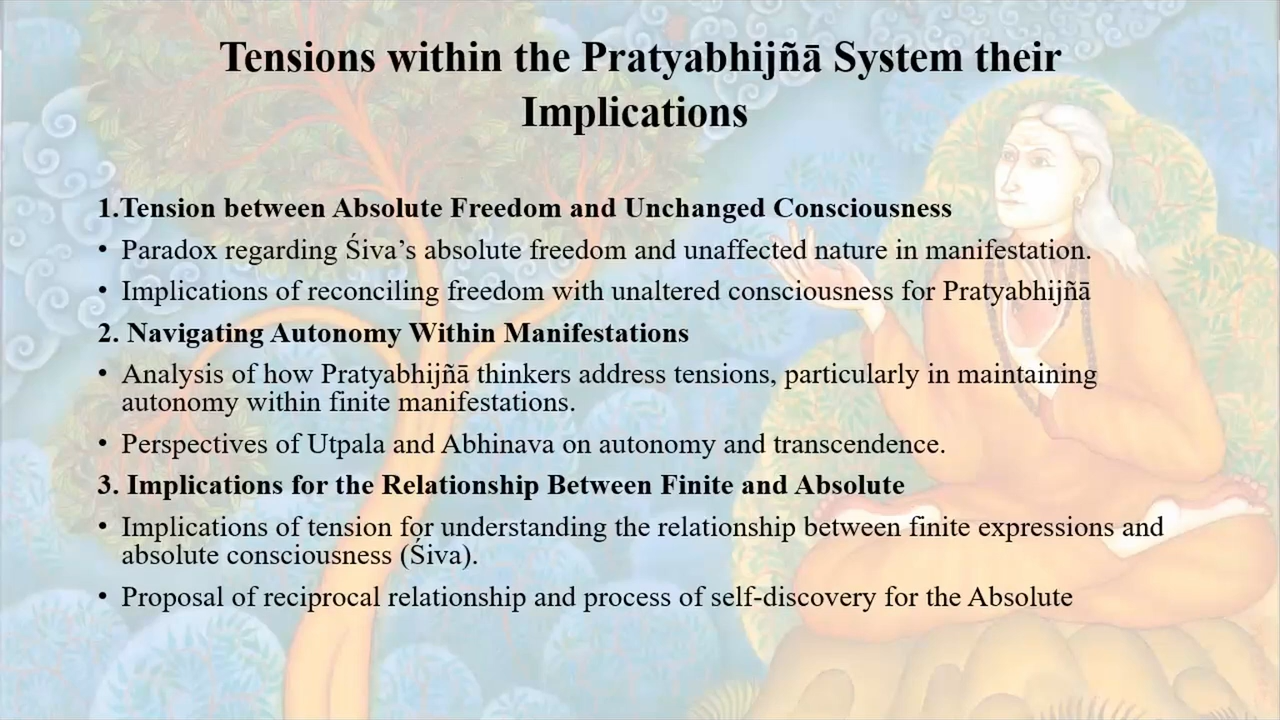 Tensions within the Pratyabhijñā System their
Implications
1.Tension between Absolute Freedom and Unchanged Consciousness
• Paradox regarding Śiva’s absolute freedom and unaffected nature in manifestation.
• Implications of reconciling freedom with unaltered consciousness for Pratyabhijñā
2. Navigating Autonomy Within Manifestations
• Analysis of how Pratyabhijñā thinkers address tensions, particularly in maintaining
autonomy within finite manifestations.
• Perspectives of Utpala and Abhinava on autonomy and transcendence.
3. Implications for the Relationship Between Finite and Absolute
• Implications of tension for understanding the relationship between finite expressions and
absolute consciousness (Śiva).
• Proposal of reciprocal relationship and process of self-discovery for the Absolute